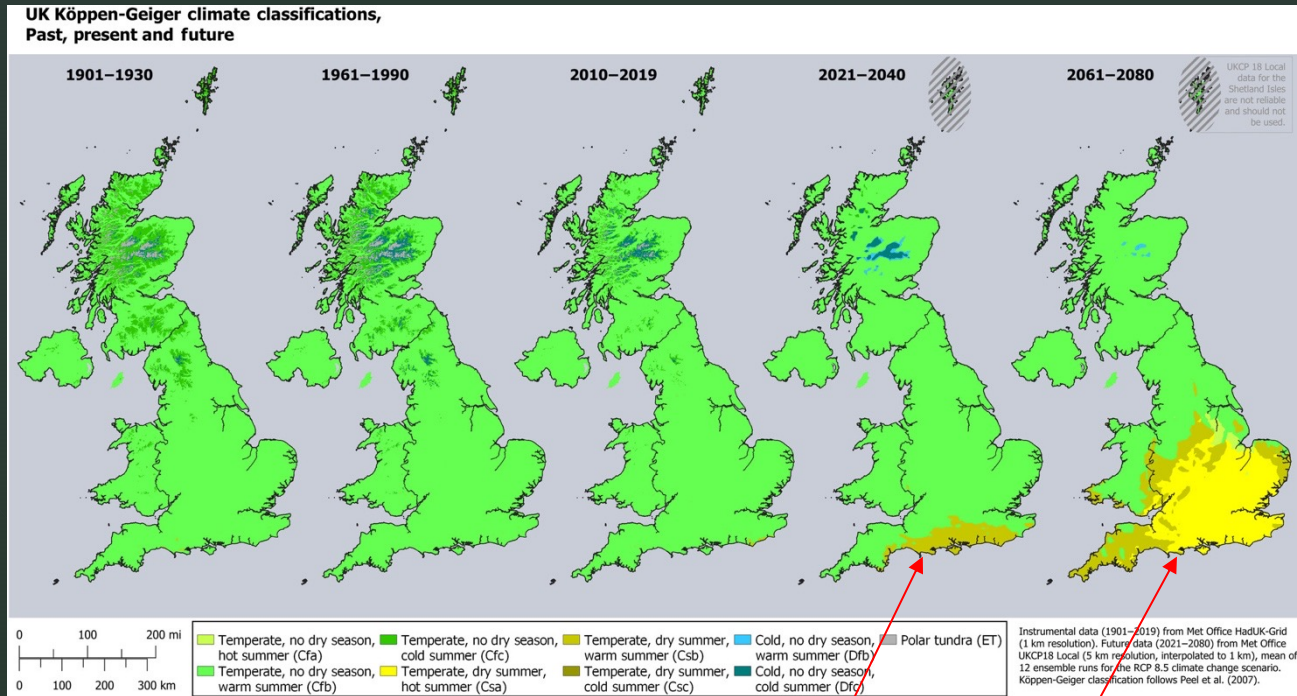 UK Köppen-Geiger climate classifications,
Past, present and future
1901–1930
1961–1990
2010–2019
2021–2040
2061–2080
UKCP 18 Local
data for the
Shetland Isles
are not reliable
and should not
be used.
0 100 200 mi
0 100 200 300 km
Temperate, no dry season,
hot summer (Cfa)
Temperate, no dry season,
warm summer (Cfb)
Temperate, no dry season,
cold summer (Cfc)
Temperate, dry summer,
hot summer (Csa)
Temperate, dry summer,
warm summer (Csb)
Temperate, dry summer,
cold summer (Csc)
Cold, no dry season,
warm summer (Dfb)
Cold, no dry season,
cold summer (Dfc)
Polar tundra (ET)
Instrumental data (1901–2019) from Met Office HadUK-Grid
(1 km resolution). Future data (2021–2080) from Met Office
UKCP18 Local (5 km resolution, interpolated to 1 km), mean of
12 ensemble runs for the RCP 8.5 climate change scenario.
Köppen-Geiger classification follows Peel et al. (2007).